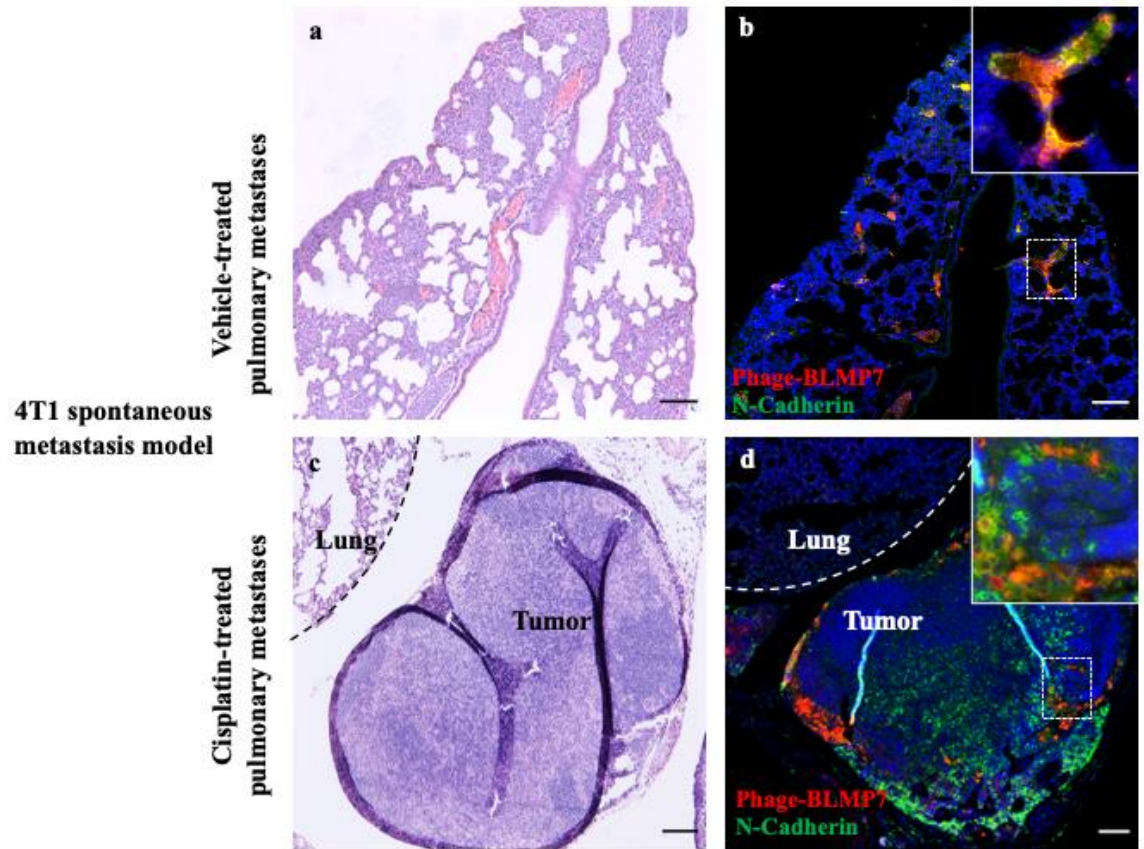 4T1 spontaneous
metastasis model
Vehicle-treated
pulmonary metastases
a
b
Phage-BLMP7
N-Cadherin
Cisplatin-treated
pulmonary metastases
c
Lung
Tumor
d
Lung
Tumor
Phage-BLMP7
N-Cadherin